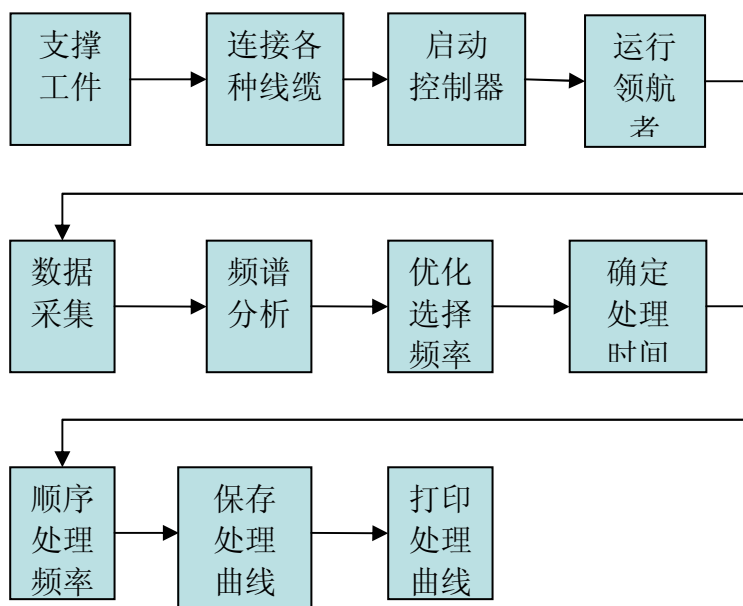 支撑
工件
连接各
种线缆
启动
控制器
运行
领航
者
数据
采集
频谱
分析
优化
选择
频率
确定
处理
时间
顺序
处理
频率
保存
处理
曲线
打印
处理
曲线